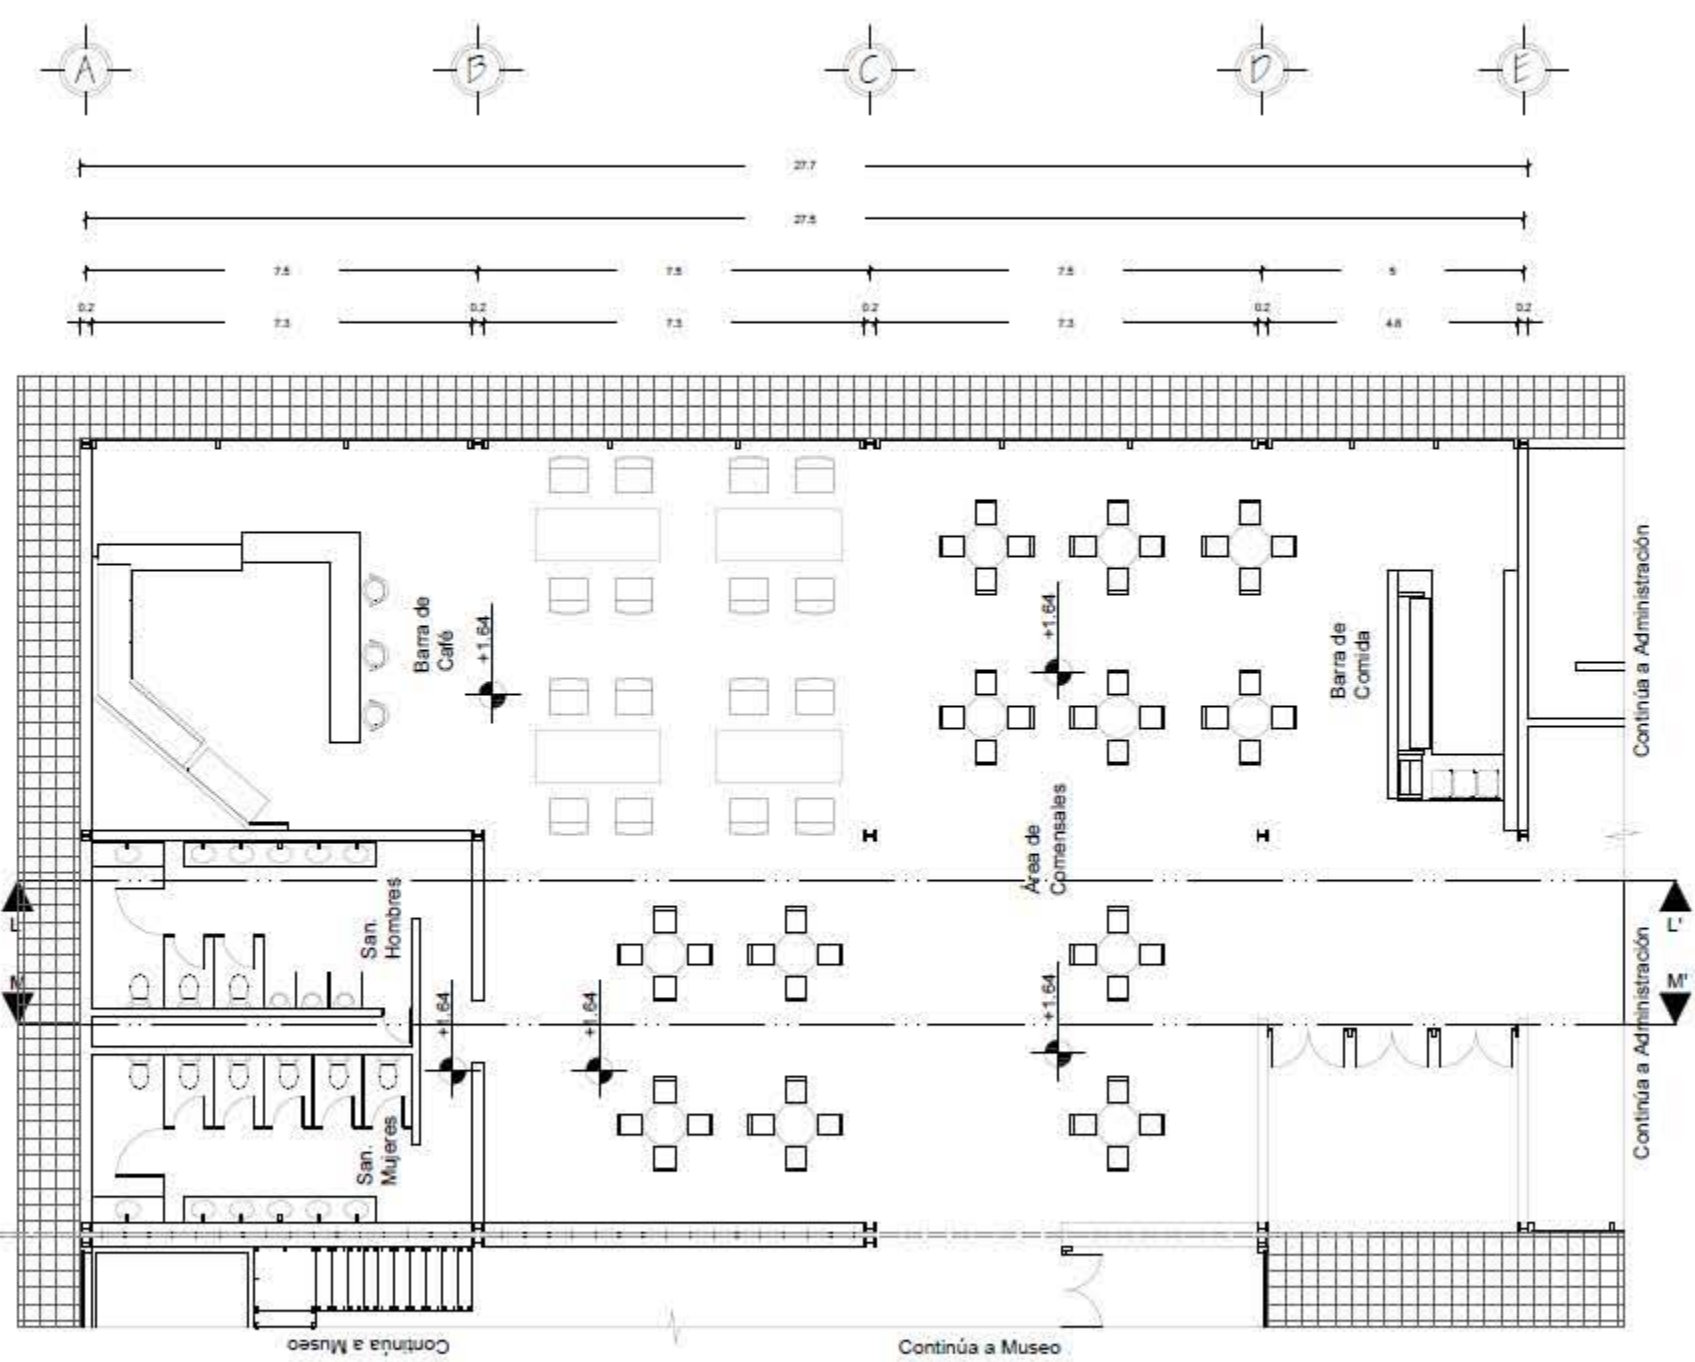 A B C D E
27.7
27.5
7.5 7.5 7.5 5
0.2 0.2 0.2 0.2 0.2
7.3 7.3 7.3 4.8
Barra de
Café
+1.64
+1.64
Barra de
Comida
Continúa a Administración
Área de
Comensales
San.
Hombres
L
L'
M
M'
+1.64
+1.64
+1.64
San.
Mujeres
Continúa a Administración
Continúa a Museo
Continúa a Museo